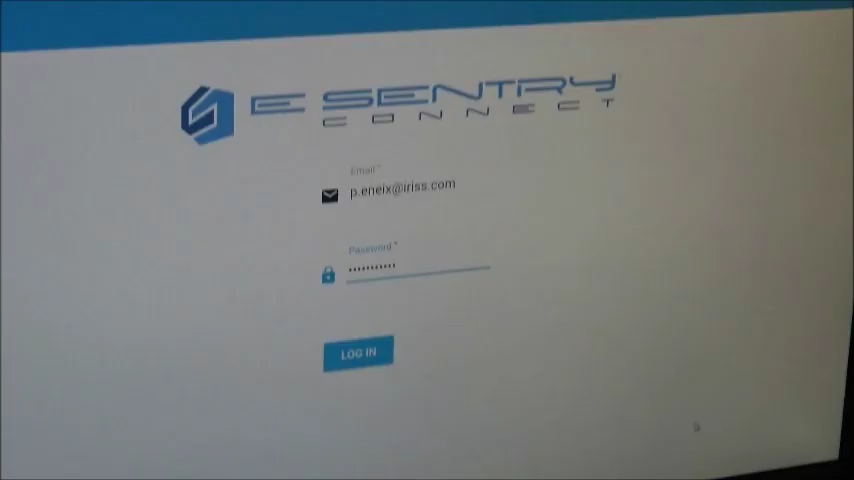 E SENTRY
CONNECT
Email *
p.eneix@iriss.com
Password *
•••••••••••
LOG IN